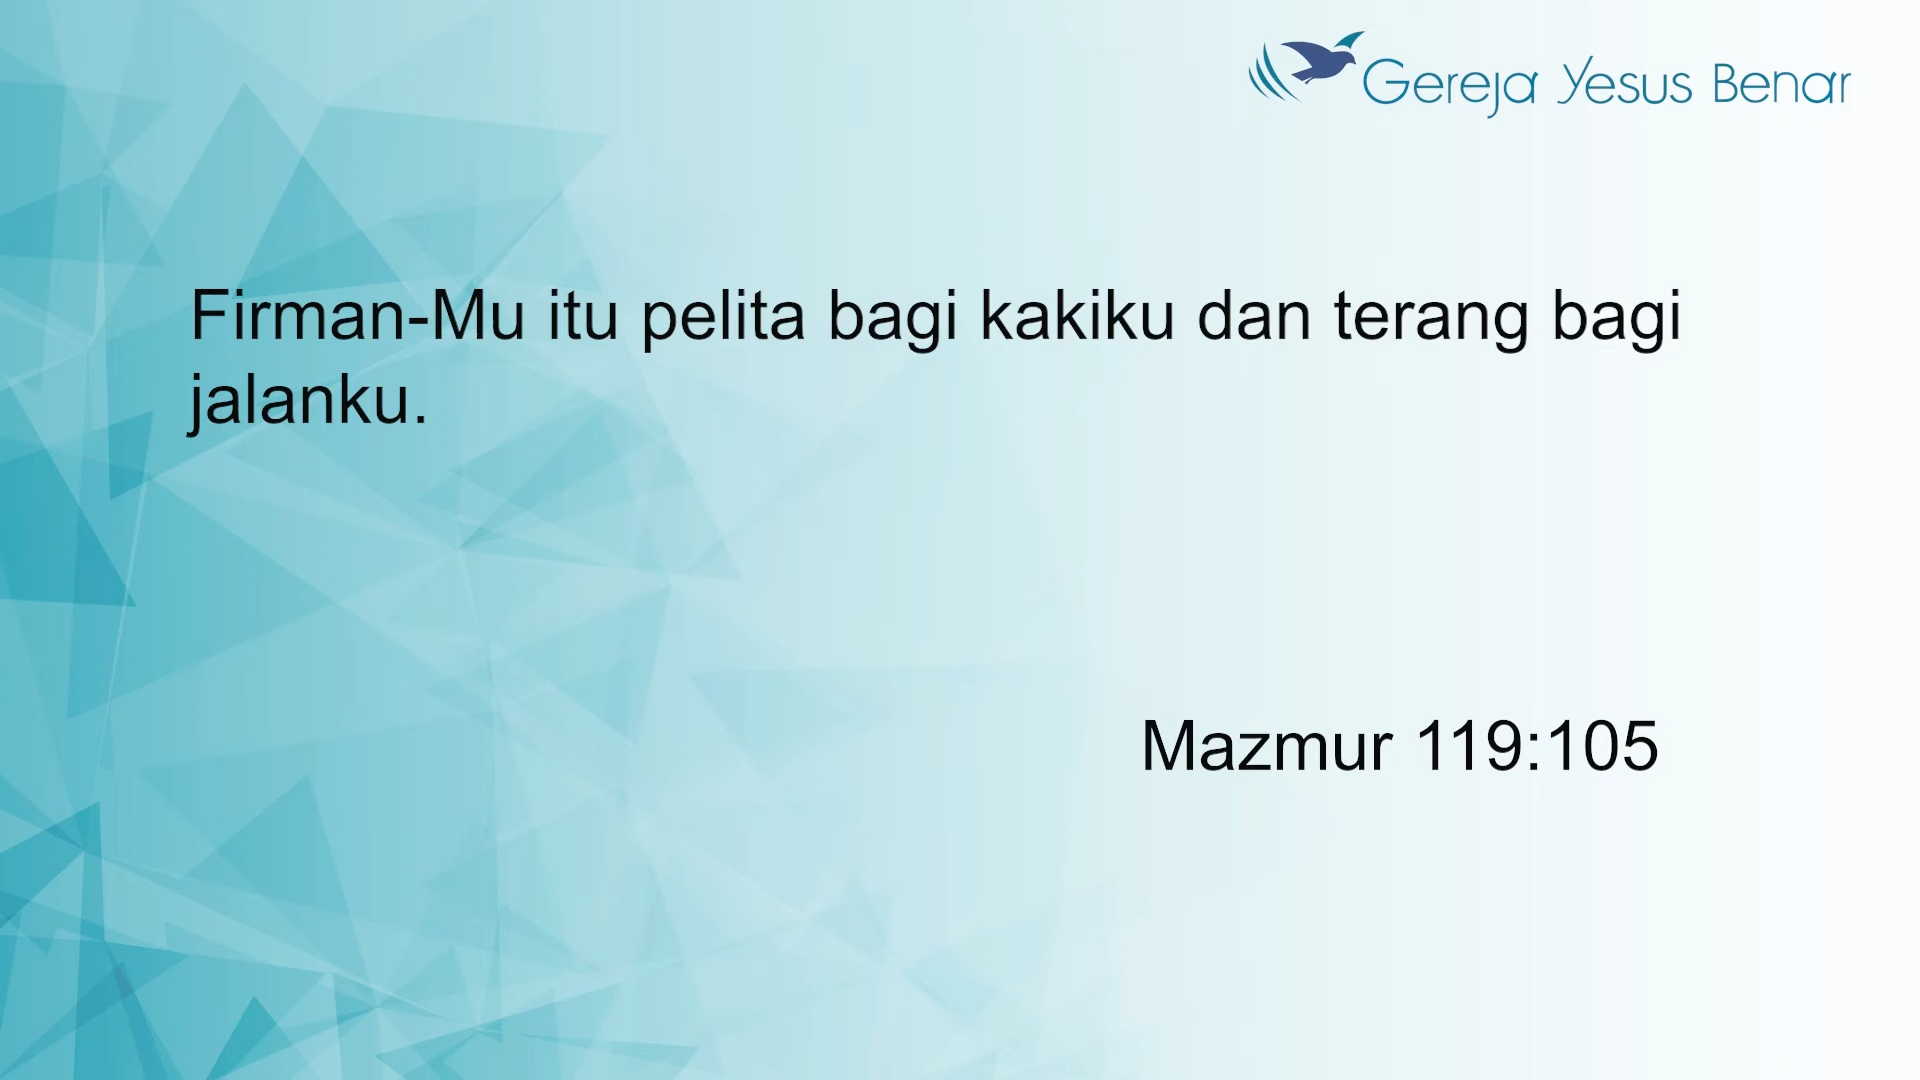 Gereja Yesus Benar
Firman-Mu itu pelita bagi kakiku dan terang bagi
jalanku.
Mazmur 119:105